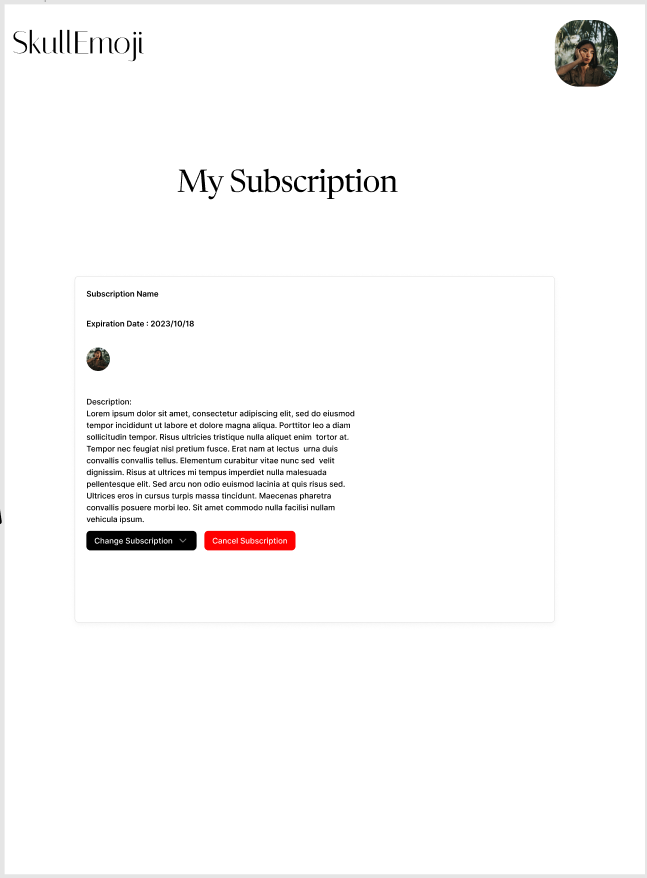 SkullEmoji
My Subscription
Subscription Name
Expiration Date : 2023/10/18
Description:
Lorem ipsum dolor sit amet, consectetur adipiscing elit, sed do eiusmod
tempor incididunt ut labore et dolore magna aliqua. Porttitor leo a diam
sollicitudin tempor. Risus ultricies tristique nulla aliquet enim  tortor at.
Tempor nec feugiat nisl pretium fusce. Erat nam at lectus  urna duis
convallis convallis tellus. Elementum curabitur vitae nunc sed  velit
dignissim. Risus at ultrices mi tempus imperdiet nulla malesuada
pellentesque elit. Sed arcu non odio euismod lacinia at quis risus sed.
Ultrices eros in cursus turpis massa tincidunt. Maecenas pharetra
convallis posuere morbi leo. Sit amet commodo nulla facilisi nullam
vehicula ipsum.
Change Subscription
Cancel Subscription